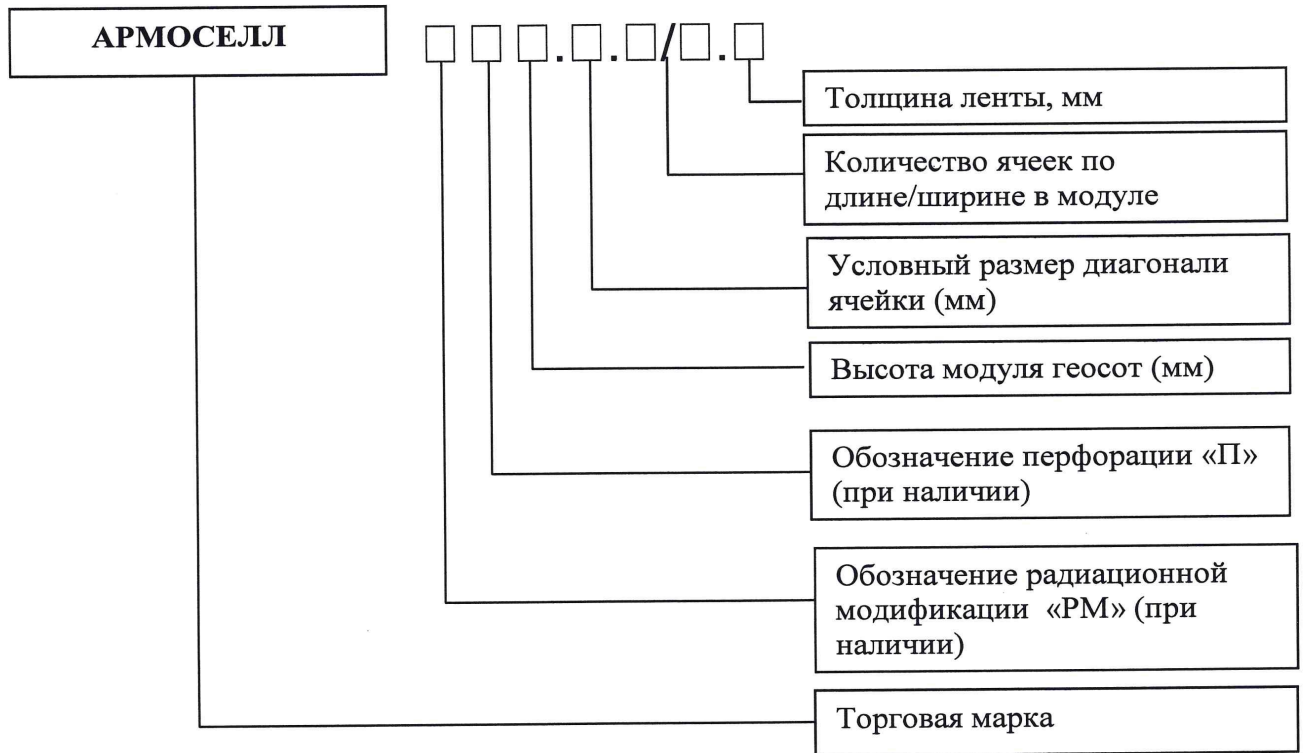 АРМОСЕЛЛ
□ □ □.□.□/□.□
Толщина ленты, мм
Количество ячеек по
длине/ширине в модуле
Условный размер диагонали
ячейки (мм)
Высота модуля геосот (мм)
Обозначение перфорации «П»
(при наличии)
Обозначение радиационной
модификации «РМ» (при
наличии)
Торговая марка